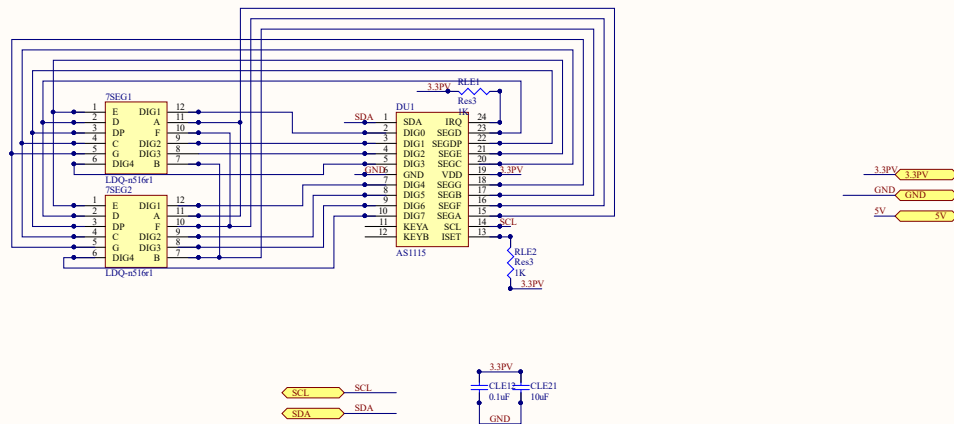 7SEG1
1 E DIG1 12
2 D A 11
3 DP F 10
4 C DIG2 9
5 G DIG3 8
6 DIG4 B 7
LDQ-n516r1
7SEG2
1 E DIG1 12
2 D A 11
3 DP F 10
4 C DIG2 9
5 G DIG3 8
6 DIG4 B 7
LDQ-n516r1
3.3PV
RLE1
Res3
1K
DU1
SDA 1 SDA IRQ 24
2 DIG0 SEGD 23
3 DIG1 SEGDP 22
4 DIG2 SEGE 21
5 DIG3 SEGC 20
GND 6 GND VDD 19 3.3PV
7 DIG4 SEGG 18
8 DIG5 SEGB 17
9 DIG6 SEGF 16
10 DIG7 SEGA 15
11 KEYA SCL 14 SCL
12 KEYB ISET 13
AS1115
RLE2
Res3
1K
3.3PV
3.3PV 3.3PV
GND GND
5V 5V
SCL SCL
SDA SDA
3.3PV
CLE12 CLE21
0.1uF 10uF
GND